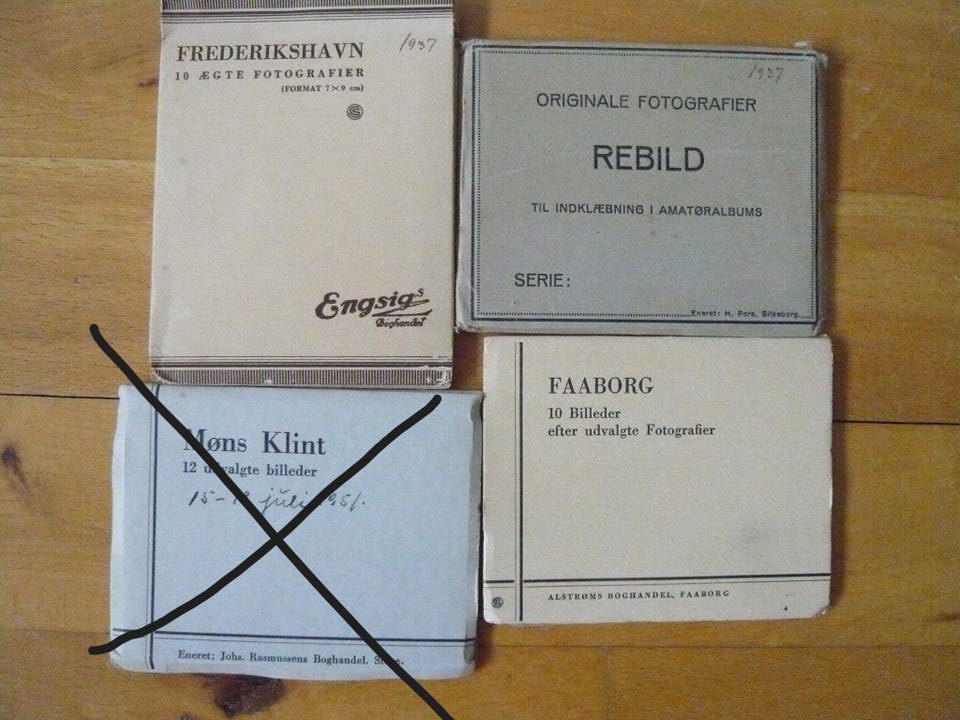 FREDERIKSHAVN
1937
10 ÆGTE FOTOGRAFIER
(FORMAT 7×9 cm)
Engsigs
Boghandel
1937
ORIGINALE FOTOGRAFIER
REBILD
TIL INDKLÆBNING I AMATØRALBUMS
SERIE:
Eneret: H. Pors, Silkeborg.
Møns Klint
12 udvalgte billeder
juli
Eneret; Johs. Rasmussens Boghandel.
FAABORG
10 Billeder
efter udvalgte Fotografier
ALSTRØMS BOGHANDEL, FAABORG